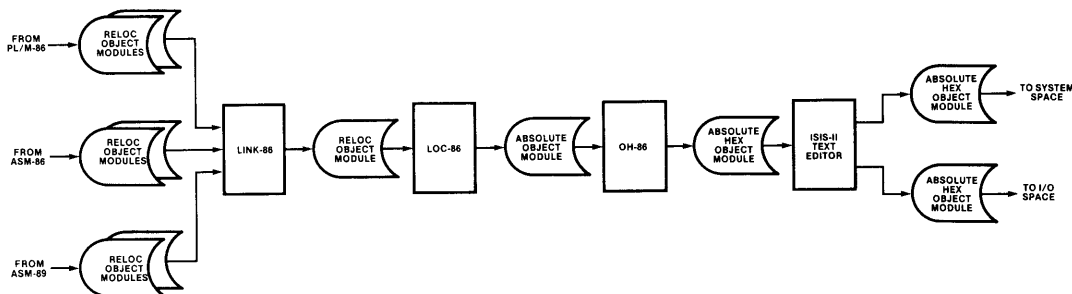 FROM
PL/M-86
RELOC
OBJECT
MODULES
FROM
ASM-86
RELOC
OBJECT
MODULES
FROM
ASM-89
RELOC
OBJECT
MODULES
LINK-86
RELOC
OBJECT
MODULE
LOC-86
ABSOLUTE
OBJECT
MODULE
OH-86
ABSOLUTE
HEX
OBJECT
MODULE
ISIS-II
TEXT
EDITOR
ABSOLUTE
HEX
OBJECT
MODULE
TO SYSTEM
SPACE
ABSOLUTE
HEX
OBJECT
MODULE
TO I/O
SPACE